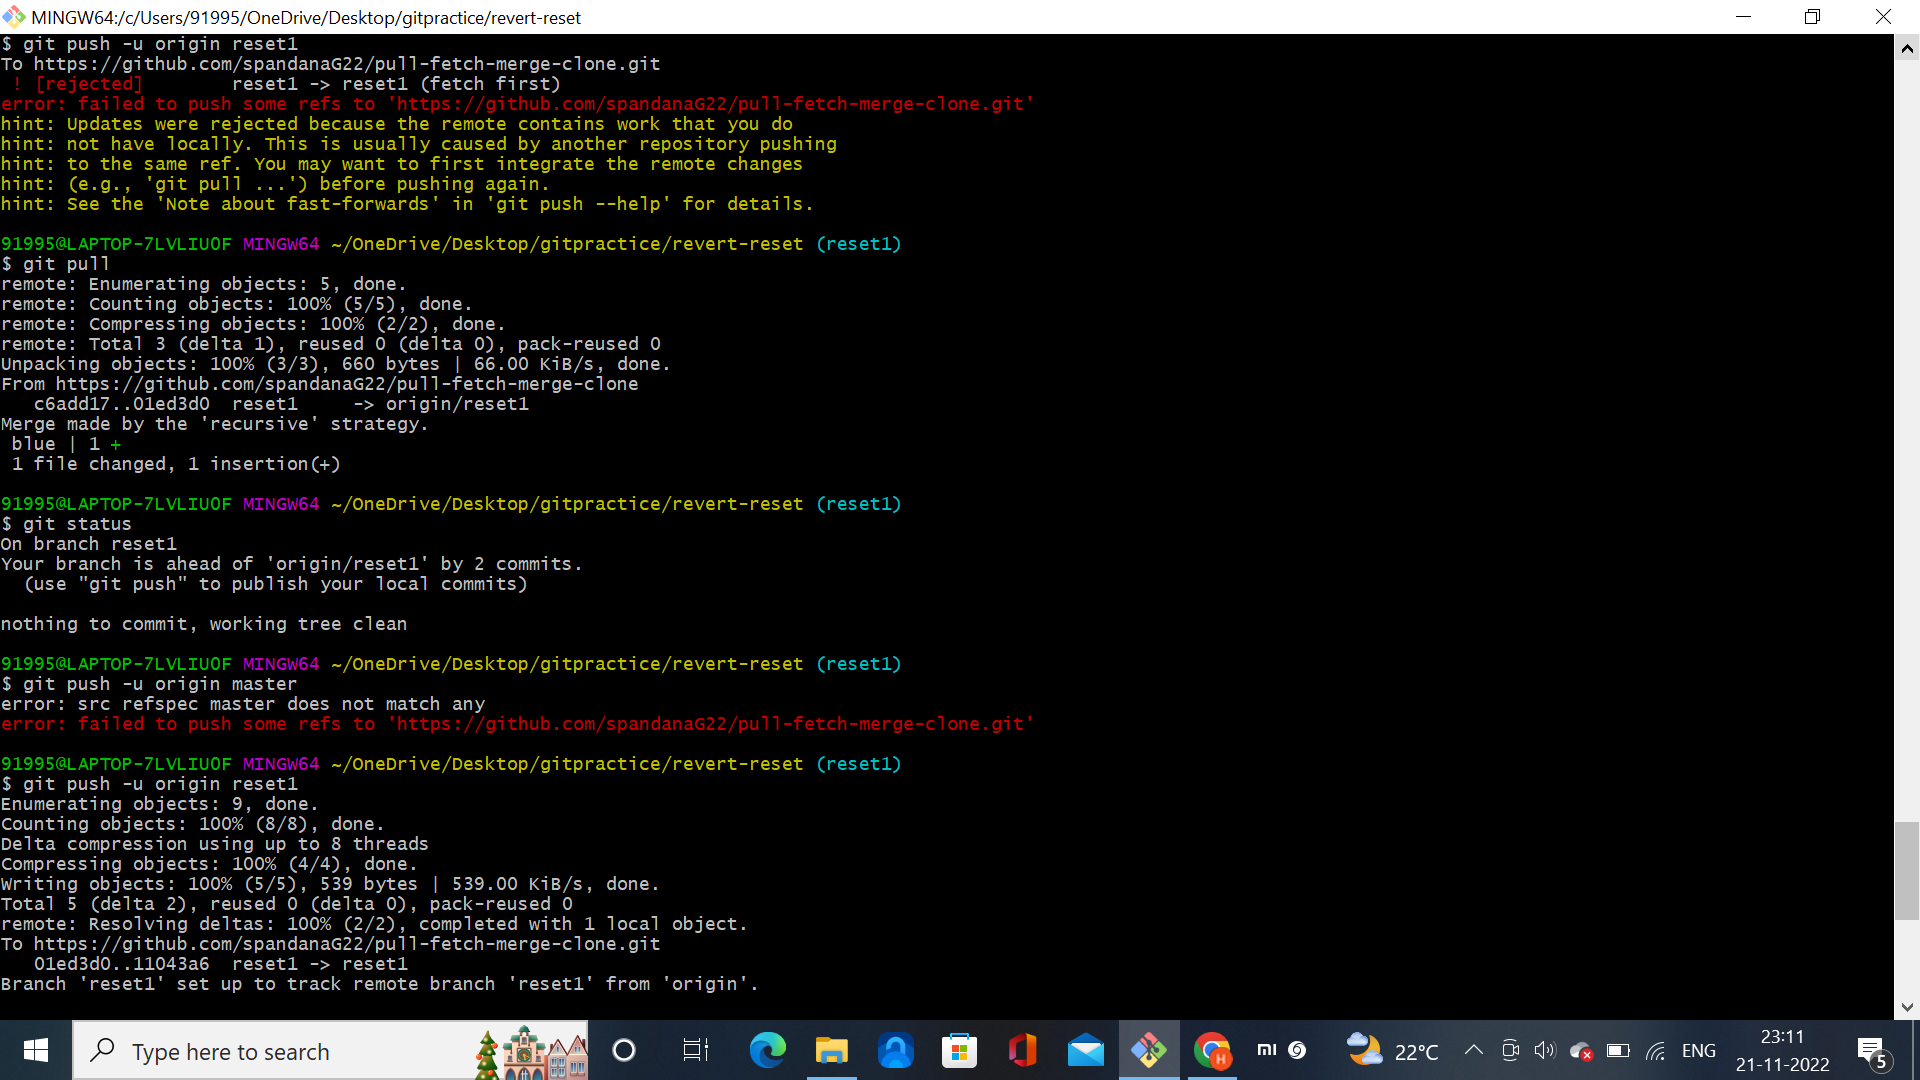 MINGW64:/c/Users/91995/OneDrive/Desktop/gitpractice/revert-reset
$ git push -u origin reset1
To https://github.com/spandanaG22/pull-fetch-merge-clone.git
 ! [rejected]        reset1 -> reset1 (fetch first)
error: failed to push some refs to 'https://github.com/spandanaG22/pull-fetch-merge-clone.git'
hint: Updates were rejected because the remote contains work that you do
hint: not have locally. This is usually caused by another repository pushing
hint: to the same ref. You may want to first integrate the remote changes
hint: (e.g., 'git pull ...') before pushing again.
hint: See the 'Note about fast-forwards' in 'git push --help' for details.
91995@LAPTOP-7LVLIU0F MINGW64 ~/OneDrive/Desktop/gitpractice/revert-reset (reset1)
$ git pull
remote: Enumerating objects: 5, done.
remote: Counting objects: 100% (5/5), done.
remote: Compressing objects: 100% (2/2), done.
remote: Total 3 (delta 1), reused 0 (delta 0), pack-reused 0
Unpacking objects: 100% (3/3), 660 bytes | 66.00 KiB/s, done.
From https://github.com/spandanaG22/pull-fetch-merge-clone
   c6add17..01ed3d0  reset1     -> origin/reset1
Merge made by the 'recursive' strategy.
 blue | 1 +
 1 file changed, 1 insertion(+)
91995@LAPTOP-7LVLIU0F MINGW64 ~/OneDrive/Desktop/gitpractice/revert-reset (reset1)
$ git status
On branch reset1
Your branch is ahead of 'origin/reset1' by 2 commits.
  (use "git push" to publish your local commits)
nothing to commit, working tree clean
91995@LAPTOP-7LVLIU0F MINGW64 ~/OneDrive/Desktop/gitpractice/revert-reset (reset1)
$ git push -u origin master
error: src refspec master does not match any
error: failed to push some refs to 'https://github.com/spandanaG22/pull-fetch-merge-clone.git'
91995@LAPTOP-7LVLIU0F MINGW64 ~/OneDrive/Desktop/gitpractice/revert-reset (reset1)
$ git push -u origin reset1
Enumerating objects: 9, done.
Counting objects: 100% (8/8), done.
Delta compression using up to 8 threads
Compressing objects: 100% (4/4), done.
Writing objects: 100% (5/5), 539 bytes | 539.00 KiB/s, done.
Total 5 (delta 2), reused 0 (delta 0), pack-reused 0
remote: Resolving deltas: 100% (2/2), completed with 1 local object.
To https://github.com/spandanaG22/pull-fetch-merge-clone.git
   01ed3d0..11043a6  reset1 -> reset1
Branch 'reset1' set up to track remote branch 'reset1' from 'origin'.
Type here to search
H
mi
22°C
ENG
23:11
21-11-2022
5